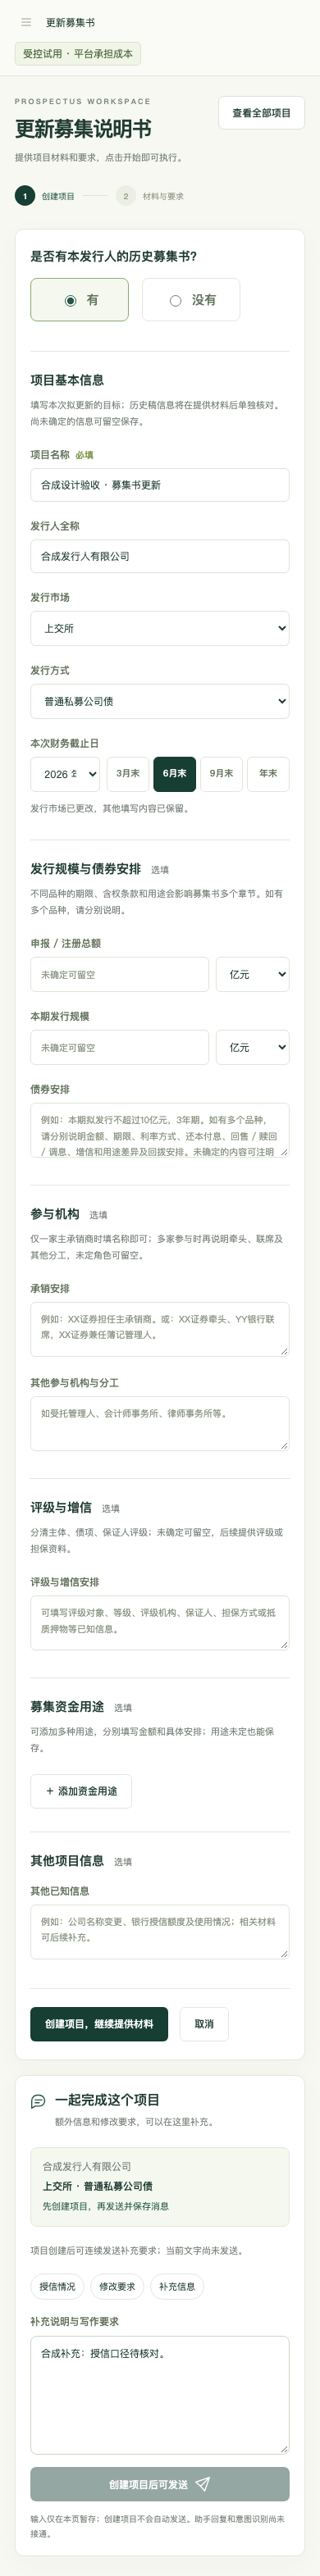 更新募集书
受控试用 · 平台承担成本
PROSPECTUS WORKSPACE
更新募集说明书
查看全部项目
提供项目材料和要求，点击开始即可执行。
1 创建项目 2 材料与要求
是否有本发行人的历史募集书？
有 没有
项目基本信息
填写本次拟更新的目标；历史稿信息将在提供材料后单独核对。
尚未确定的信息可留空保存。
项目名称 必填
合成设计验收 · 募集书更新
发行人全称
合成发行人有限公司
发行市场
上交所
发行方式
普通私募公司债
本次财务截止日
2026 3月末 6月末 9月末 年末
发行市场已更改，其他填写内容已保留。
发行规模与债券安排 选填
不同品种的期限、含权条款和用途会影响募集书多个章节。如有
多个品种，请分别说明。
申报 / 注册总额
未确定可留空 亿元
本期发行规模
未确定可留空 亿元
债券安排
例如：本期拟发行不超过10亿元，3年期。如有多个品种，
请分别说明金额、期限、利率方式、还本付息、回售 / 赎回
/ 调息、增信和用途差异及回拨安排。未确定的内容可注明
参与机构 选填
仅一家主承销商时填名称即可；多家参与时再说明牵头、联席及
其他分工，未定角色可留空。
承销安排
例如：XX证券担任主承销商。或：XX证券牵头、YY银行联
席，XX证券兼任簿记管理人。
其他参与机构与分工
如受托管理人、会计师事务所、律师事务所等。
评级与增信 选填
分清主体、债项、保证人评级；未确定可留空，后续提供评级或
担保资料。
评级与增信安排
可填写评级对象、等级、评级机构、保证人、担保方式或抵
质押物等已知信息。
募集资金用途 选填
可添加多种用途，分别填写金额和具体安排；用途未定也能保
存。
＋ 添加资金用途
其他项目信息 选填
其他已知信息
例如：公司名称变更、银行授信额度及使用情况；相关材料
可后续补充。
创建项目，继续提供材料 取消
一起完成这个项目
额外信息和修改要求，可以在这里补充。
合成发行人有限公司
上交所 · 普通私募公司债
先创建项目，再发送并保存消息
项目创建后可连续发送补充要求；当前文字尚未发送。
授信情况 修改要求 补充信息
补充说明与写作要求
合成补充：授信口径待核对。
创建项目后可发送
输入仅在本页暂存；创建项目不会自动发送。助手回复和意图识别尚未
接通。